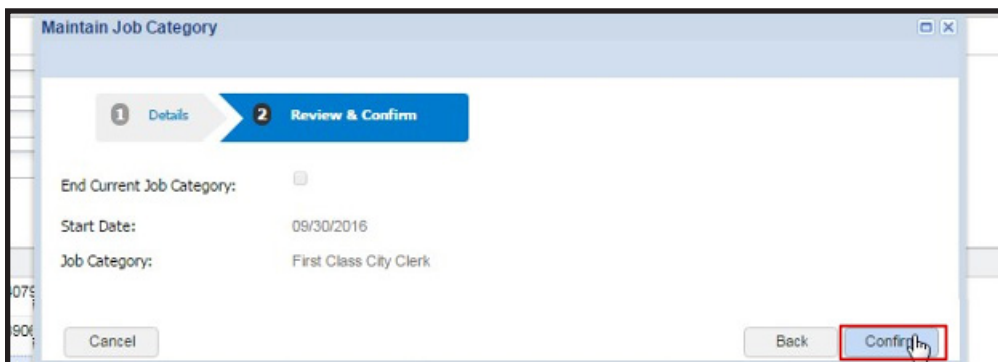 Maintain Job Category
1 Details 2 Review & Confirm
End Current Job Category:
Start Date: 09/30/2016
Job Category: First Class City Clerk
Cancel Back Confirm